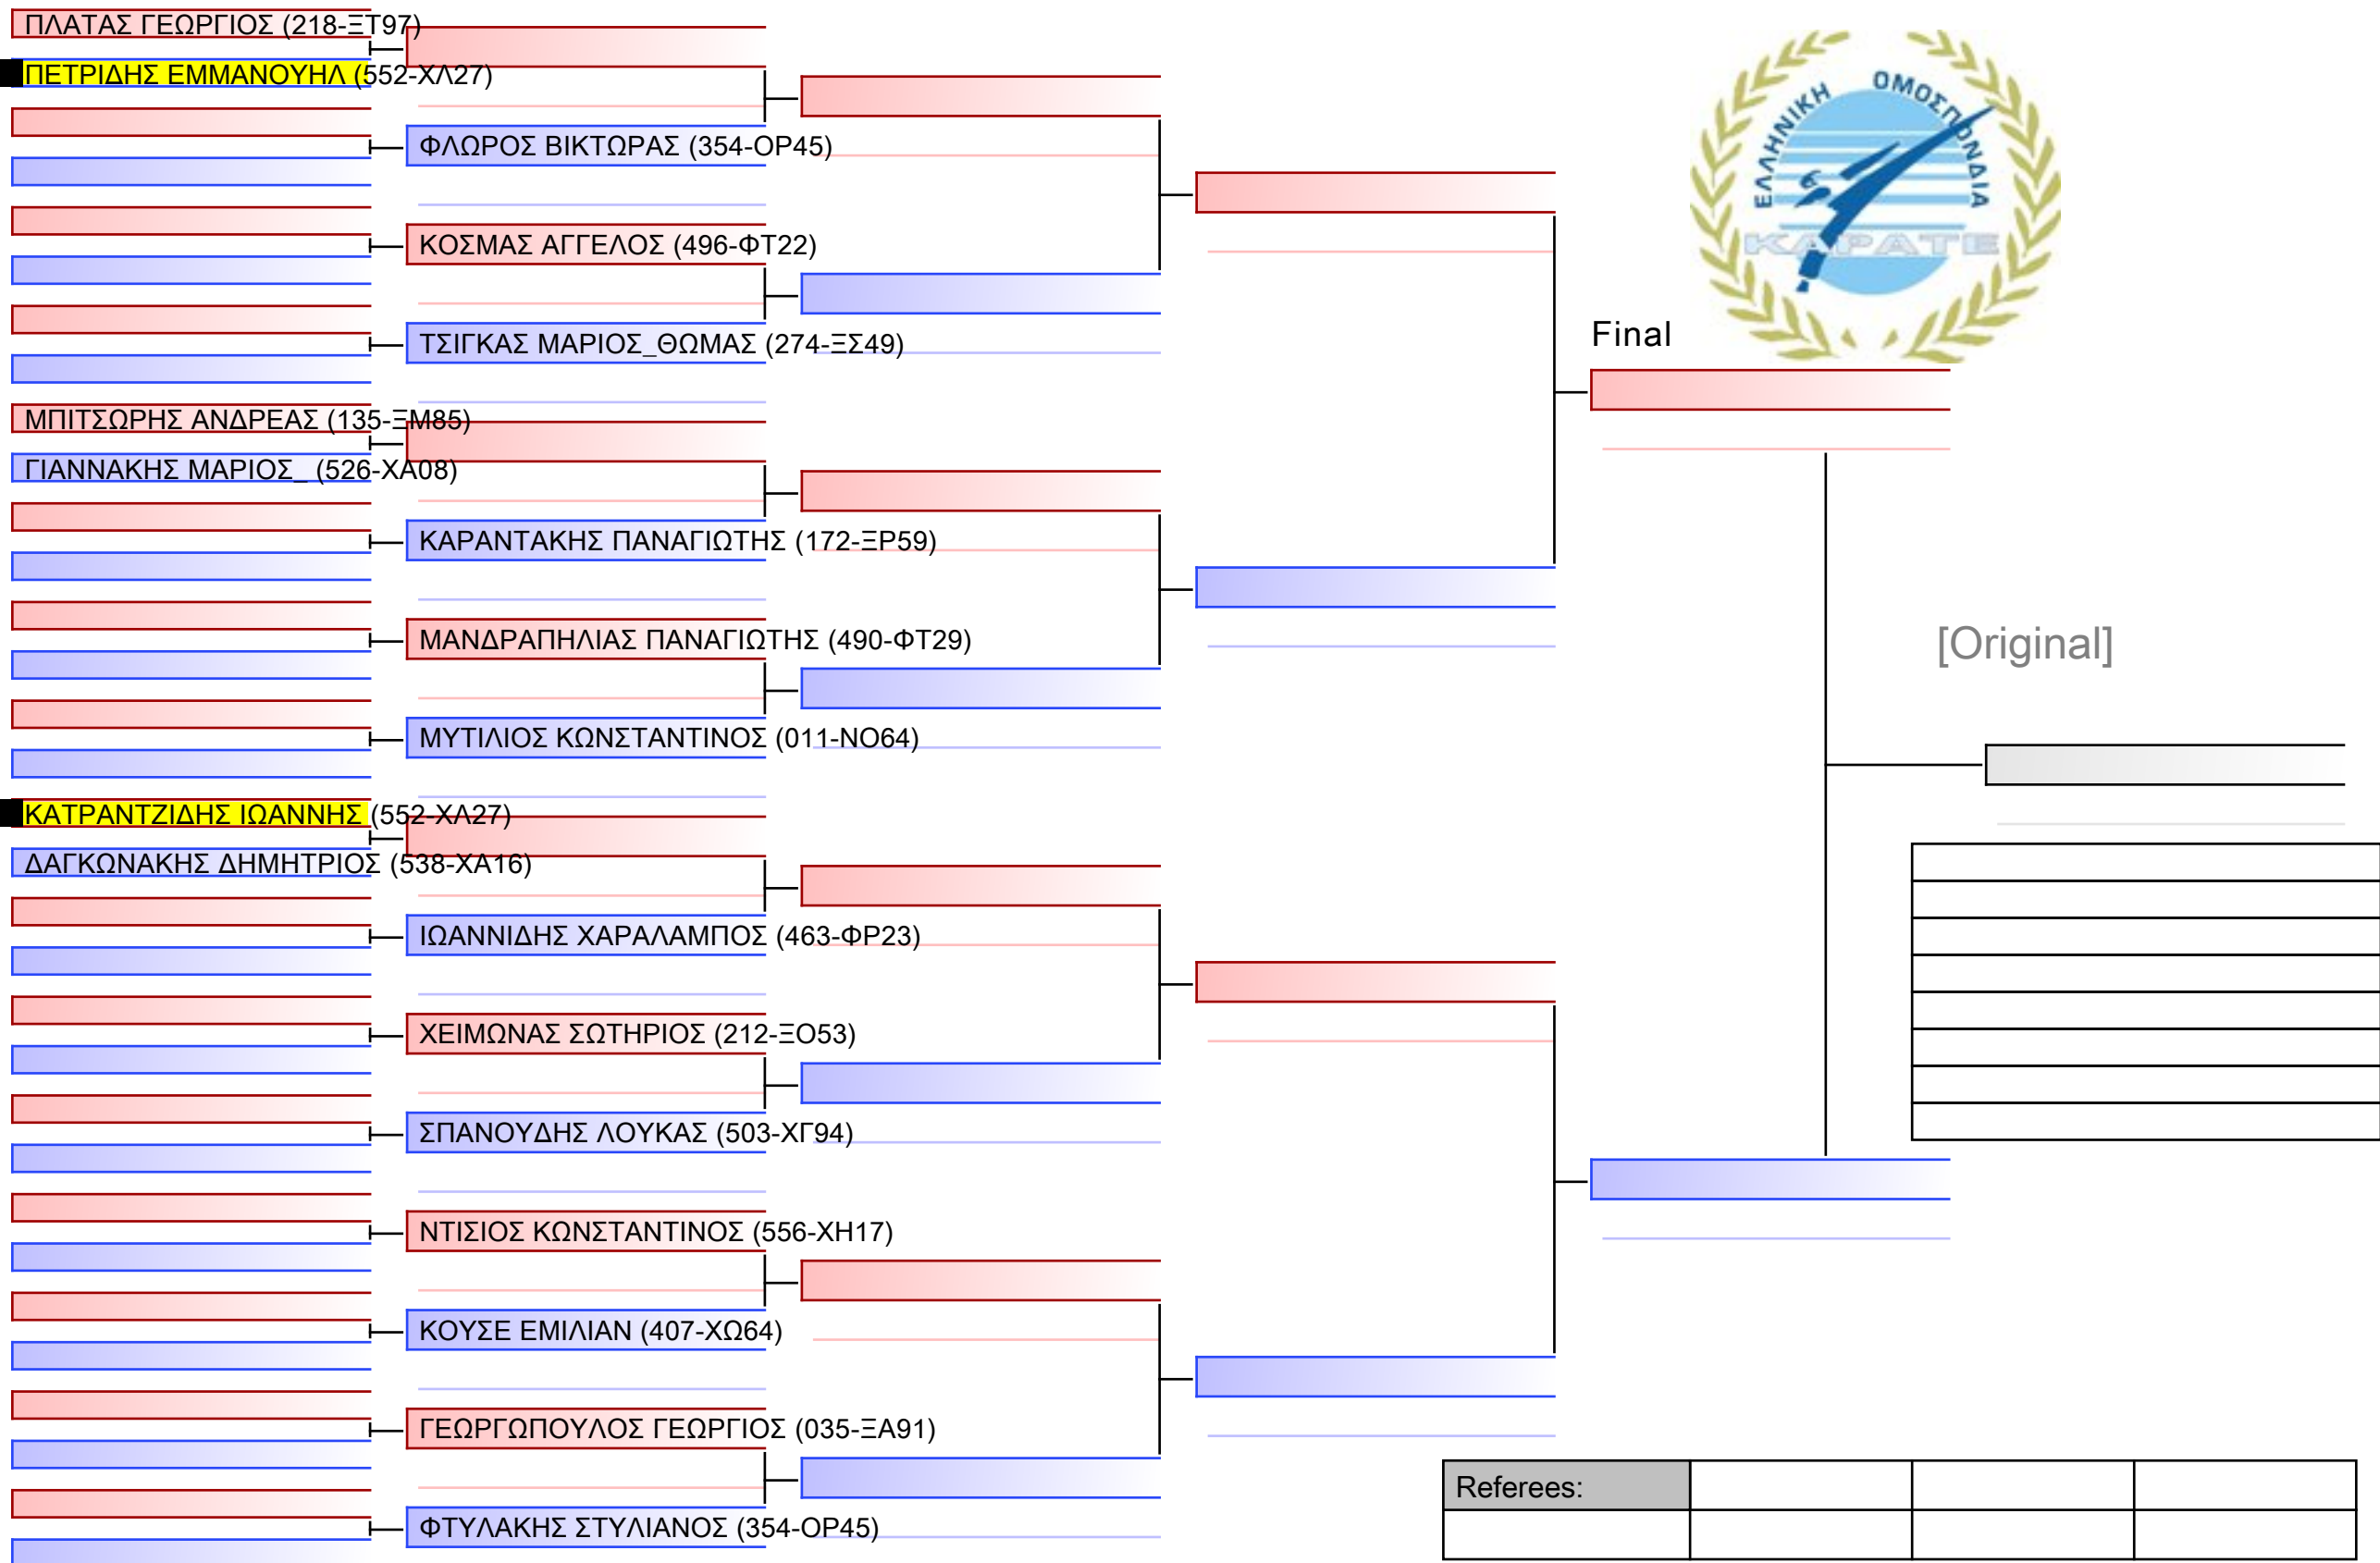 ΠΛΑΤΑΣ ΓΕΩΡΓΙΟΣ (218-ΞΤ97)
ΠΕΤΡΙΔΗΣ ΕΜΜΑΝΟΥΗΛ (552-ΧΛ27)
ΦΛΩΡΟΣ ΒΙΚΤΩΡΑΣ (354-ΟΡ45)
ΚΟΣΜΑΣ ΑΓΓΕΛΟΣ (496-ΦΤ22)
ΤΣΙΓΚΑΣ ΜΑΡΙΟΣ_ΘΩΜΑΣ (274-ΞΣ49)
ΜΠΙΤΣΩΡΗΣ ΑΝΔΡΕΑΣ (135-ΞΜ85)
ΓΙΑΝΝΑΚΗΣ ΜΑΡΙΟΣ_ (526-ΧΑ08)
ΚΑΡΑΝΤΑΚΗΣ ΠΑΝΑΓΙΩΤΗΣ (172-ΞΡ59)
ΜΑΝΔΡΑΠΗΛΙΑΣ ΠΑΝΑΓΙΩΤΗΣ (490-ΦΤ29)
ΜΥΤΙΛΙΟΣ ΚΩΝΣΤΑΝΤΙΝΟΣ (011-ΝΟ64)
ΚΑΤΡΑΝΤΖΙΔΗΣ ΙΩΑΝΝΗΣ (552-ΧΛ27)
ΔΑΓΚΩΝΑΚΗΣ ΔΗΜΗΤΡΙΟΣ (538-ΧΑ16)
ΙΩΑΝΝΙΔΗΣ ΧΑΡΑΛΑΜΠΟΣ (463-ΦΡ23)
ΧΕΙΜΩΝΑΣ ΣΩΤΗΡΙΟΣ (212-ΞΟ53)
ΣΠΑΝΟΥΔΗΣ ΛΟΥΚΑΣ (503-ΧΓ94)
ΝΤΙΣΙΟΣ ΚΩΝΣΤΑΝΤΙΝΟΣ (556-ΧΗ17)
ΚΟΥΣΕ ΕΜΙΛΙΑΝ (407-ΧΩ64)
ΓΕΩΡΓΩΠΟΥΛΟΣ ΓΕΩΡΓΙΟΣ (035-ΞΑ91)
ΦΤΥΛΑΚΗΣ ΣΤΥΛΙΑΝΟΣ (354-ΟΡ45)
ΕΛΛΗΝΙΚΗ ΟΜΟΣΠΟΝΔΙΑ
ΚΑΡΑΤΕ
Final
[Original]
Referees: